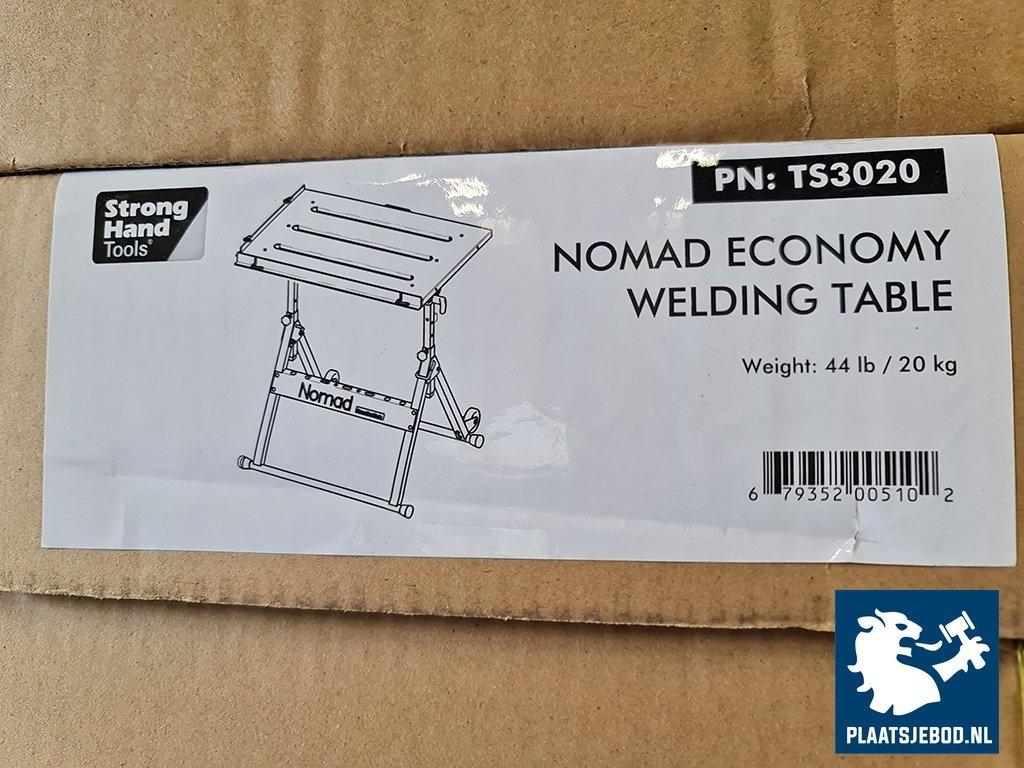 Strong
Hand
Tools®
PN: TS3020
NOMAD ECONOMY
WELDING TABLE
Weight: 44 lb / 20 kg
Nomad
6 79352 00510 2
PLAATSJEBOD.NL